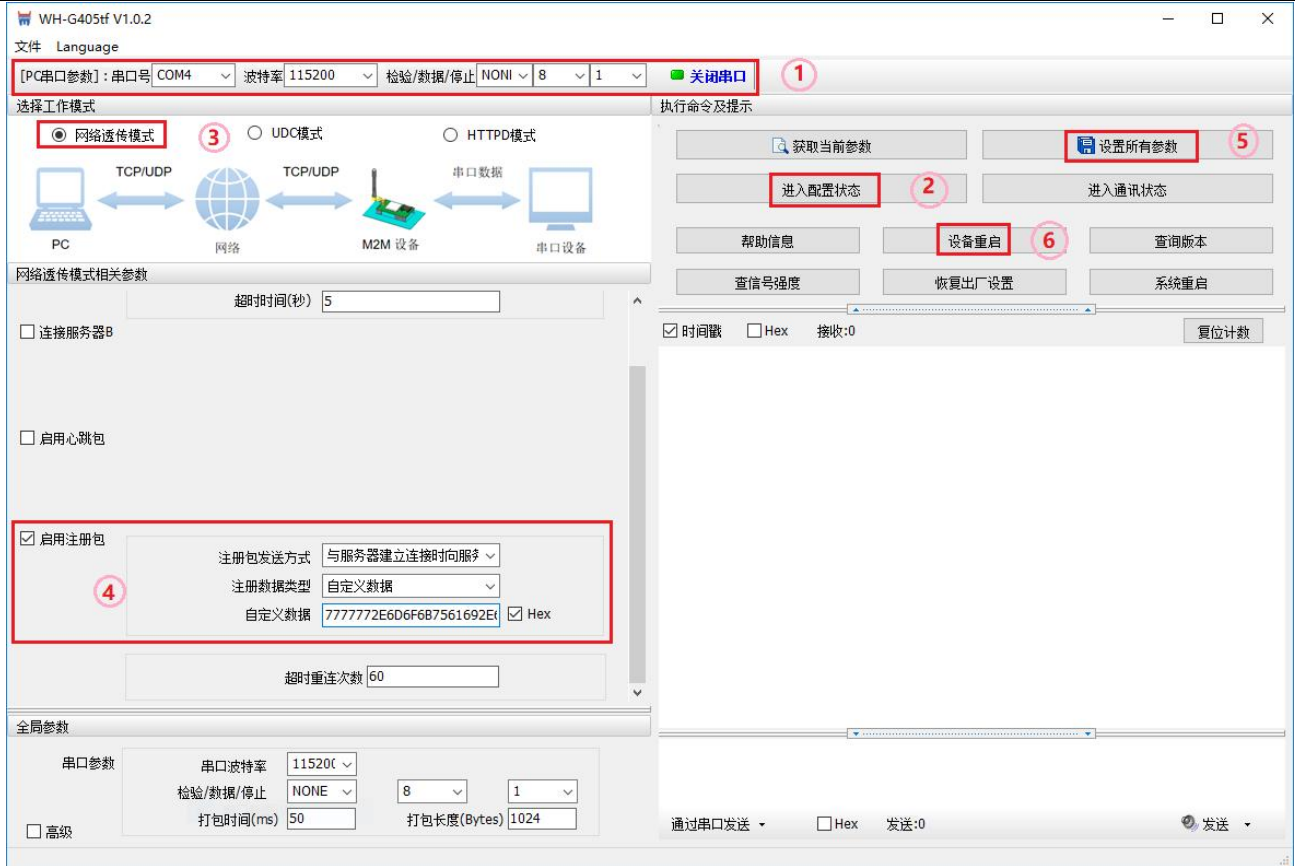 WH-G405tf V1.0.2
文件 Language
[PC串口参数]：串口号 COM4 波特率 115200 检验/数据/停止 NONI 8 1 关闭串口 1
选择工作模式
网络透传模式 3 UDC模式 HTTPD模式
TCP/UDP TCP/UDP 串口数据
PC 网络 M2M 设备 串口设备
网络透传模式相关参数
超时时间(秒) 5
连接服务器B
启用心跳包
启用注册包
注册包发送方式 与服务器建立连接时向服务
4 注册数据类型 自定义数据
自定义数据 7777772E6D6F6B7561692E6 Hex
超时重连次数 60
全局参数
串口参数 串口波特率 115200
检验/数据/停止 NONE 8 1
打包时间(ms) 50 打包长度(Bytes) 1024
高级
执行命令及提示
获取当前参数 设置所有参数 5
进入配置状态 2 进入通讯状态
帮助信息 设备重启 6 查询版本
查信号强度 恢复出厂设置 系统重启
时间戳 Hex 接收:0 复位计数
通过串口发送 Hex 发送:0 发送